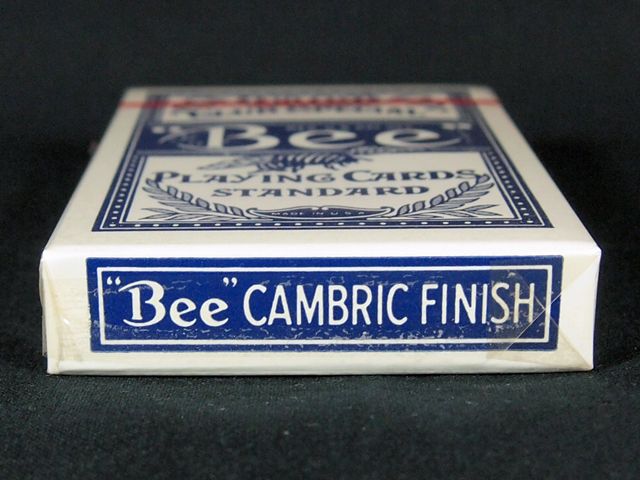 "Bee"
PLAYING CARDS
STANDARD
MADE IN U.S.A.
"Bee" CAMBRIC FINISH